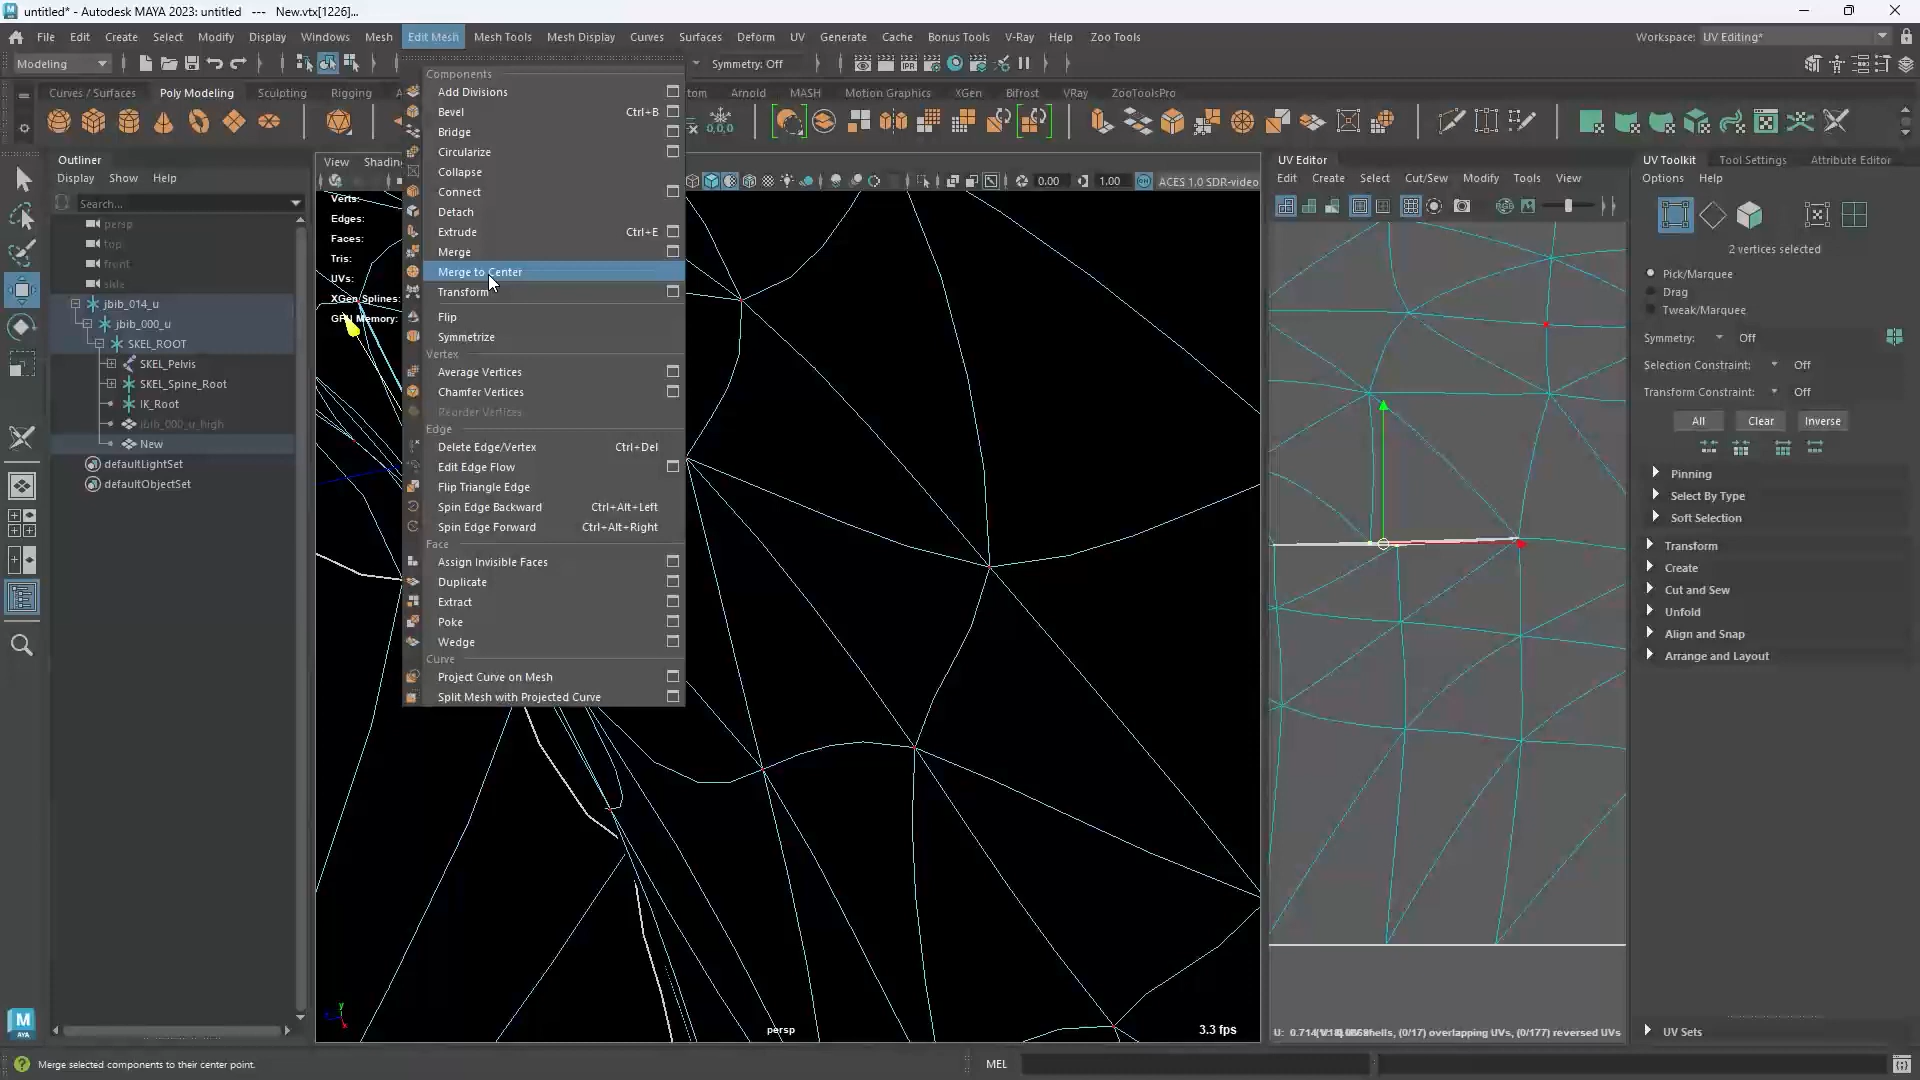 untitled* - Autodesk MAYA 2023: untitled --- New.vtx[1226]...
File Edit Create Select Modify Display Windows Mesh Edit Mesh Mesh Tools Mesh Display Curves Surfaces Deform UV Generate Cache Bonus Tools V-Ray Help Zoo Tools
Workspace: UV Editing*
Modeling
Symmetry: Off
Curves / Surfaces Poly Modeling Sculpting Rigging
Arnold MASH Motion Graphics XGen Bifrost VRay ZooToolsPro
Outliner
Display Show Help
Search...
persp
top
front
side
jbib_014_u
jbib_000_u
SKEL_ROOT
SKEL_Pelvis
SKEL_Spine_Root
IK_Root
jbib_000_u_high
New
defaultLightSet
defaultObjectSet
Components
Add Divisions
Bevel Ctrl+B
Bridge
Circularize
Collapse
Connect
Detach
Extrude Ctrl+E
Merge
Merge to Center
Transform
Flip
Symmetrize
Vertex
Average Vertices
Chamfer Vertices
Reorder Vertices
Edge
Delete Edge/Vertex Ctrl+Del
Edit Edge Flow
Flip Triangle Edge
Spin Edge Backward Ctrl+Alt+Left
Spin Edge Forward Ctrl+Alt+Right
Face
Assign Invisible Faces
Duplicate
Extract
Poke
Wedge
Curve
Project Curve on Mesh
Split Mesh with Projected Curve
View
0.00 1.00 ACES 1.0 SDR-video
Verts:
Edges:
Faces:
Tris:
UVs:
XGen Splines:
Memory:
persp
3.3 fps
UV Editor
Edit Create Select Cut/Sew Modify Tools View
(0/17) overlapping UVs, (0/177) reversed UVs
UV Toolkit Tool Settings Attribute Editor
Options Help
2 vertices selected
Pick/Marquee
Drag
Tweak/Marquee
Symmetry: Off
Selection Constraint: Off
Transform Constraint: Off
All Clear Inverse
Pinning
Select By Type
Soft Selection
Transform
Create
Cut and Sew
Unfold
Align and Snap
Arrange and Layout
UV Sets
Merge selected components to their center point.
MEL